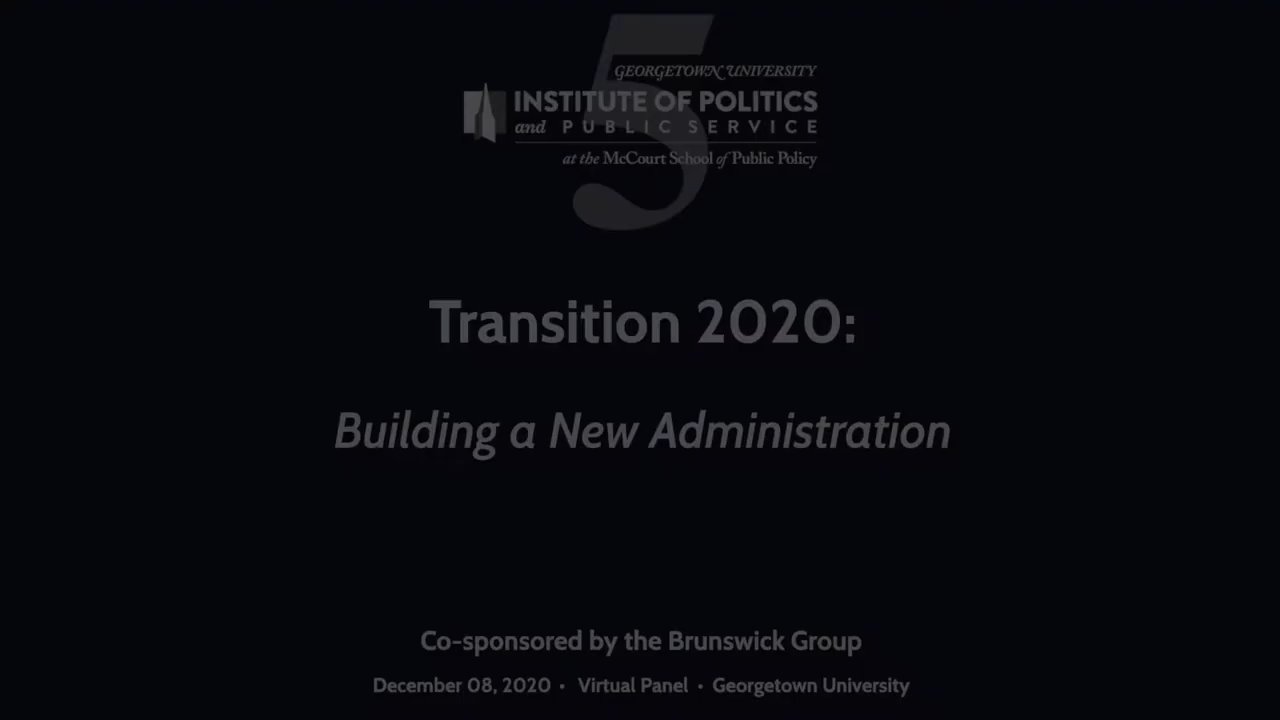 5
GEORGETOWN UNIVERSITY
INSTITUTE OF POLITICS
and PUBLIC SERVICE
at the McCourt School of Public Policy
Transition 2020:
Building a New Administration
Co-sponsored by the Brunswick Group
December 08, 2020 • Virtual Panel • Georgetown University